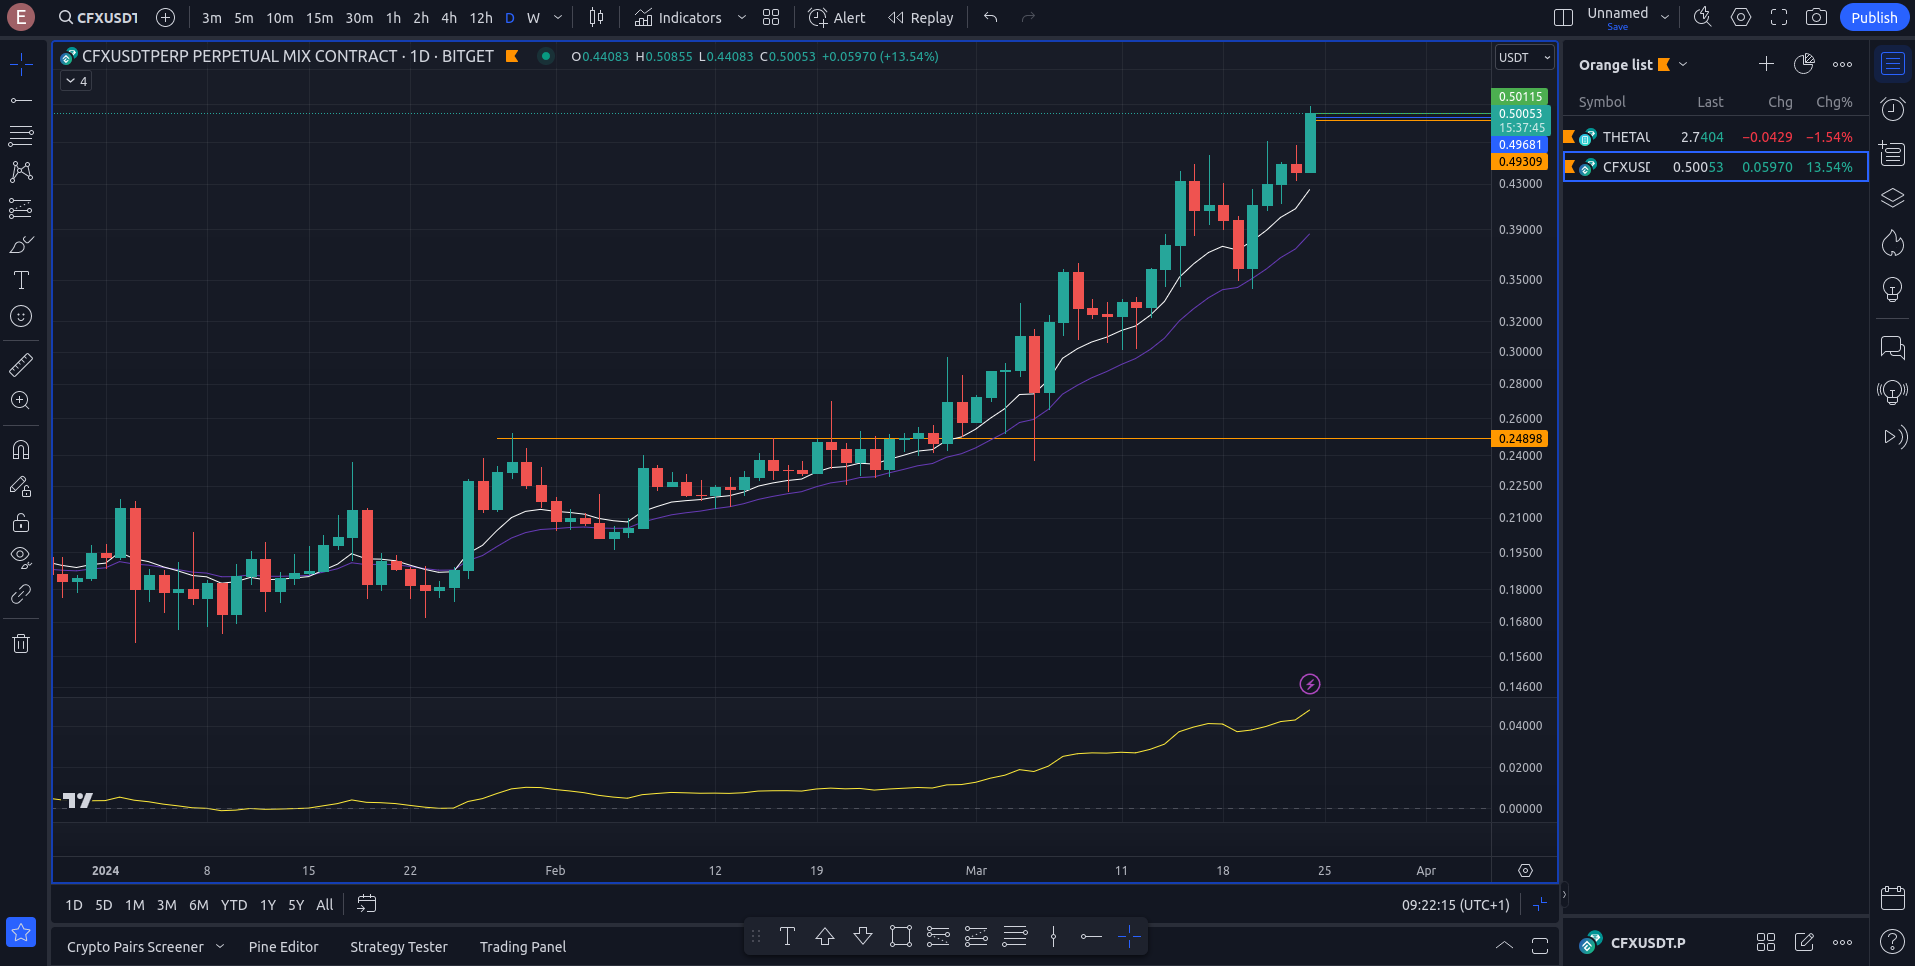 E CFXUSDT 3m 5m 10m 15m 30m 1h 2h 4h 12h D W Indicators Alert Replay Unnamed Save Publish
CFXUSDTPERP PERPETUAL MIX CONTRACT · 1D · BITGET O0.44083 H0.50855 L0.44083 C0.50053 +0.05970 (+13.54%)
4
USDT
0.50115
0.50053
15:37:45
0.49681
0.49309
0.43000
0.39000
0.35000
0.32000
0.30000
0.28000
0.26000
0.24898
0.24000
0.22500
0.21000
0.19500
0.18000
0.16800
0.15600
0.14600
0.04000
0.02000
0.00000
2024 8 15 22 Feb 12 19 Mar 11 18 25 Apr
1D 5D 1M 3M 6M YTD 1Y 5Y All 09:22:15 (UTC+1)
Crypto Pairs Screener Pine Editor Strategy Tester Trading Panel
Orange list
Symbol Last Chg Chg%
THETAU 2.7404 −0.0429 −1.54%
CFXUSD 0.50053 0.05970 13.54%
CFXUSDT.P